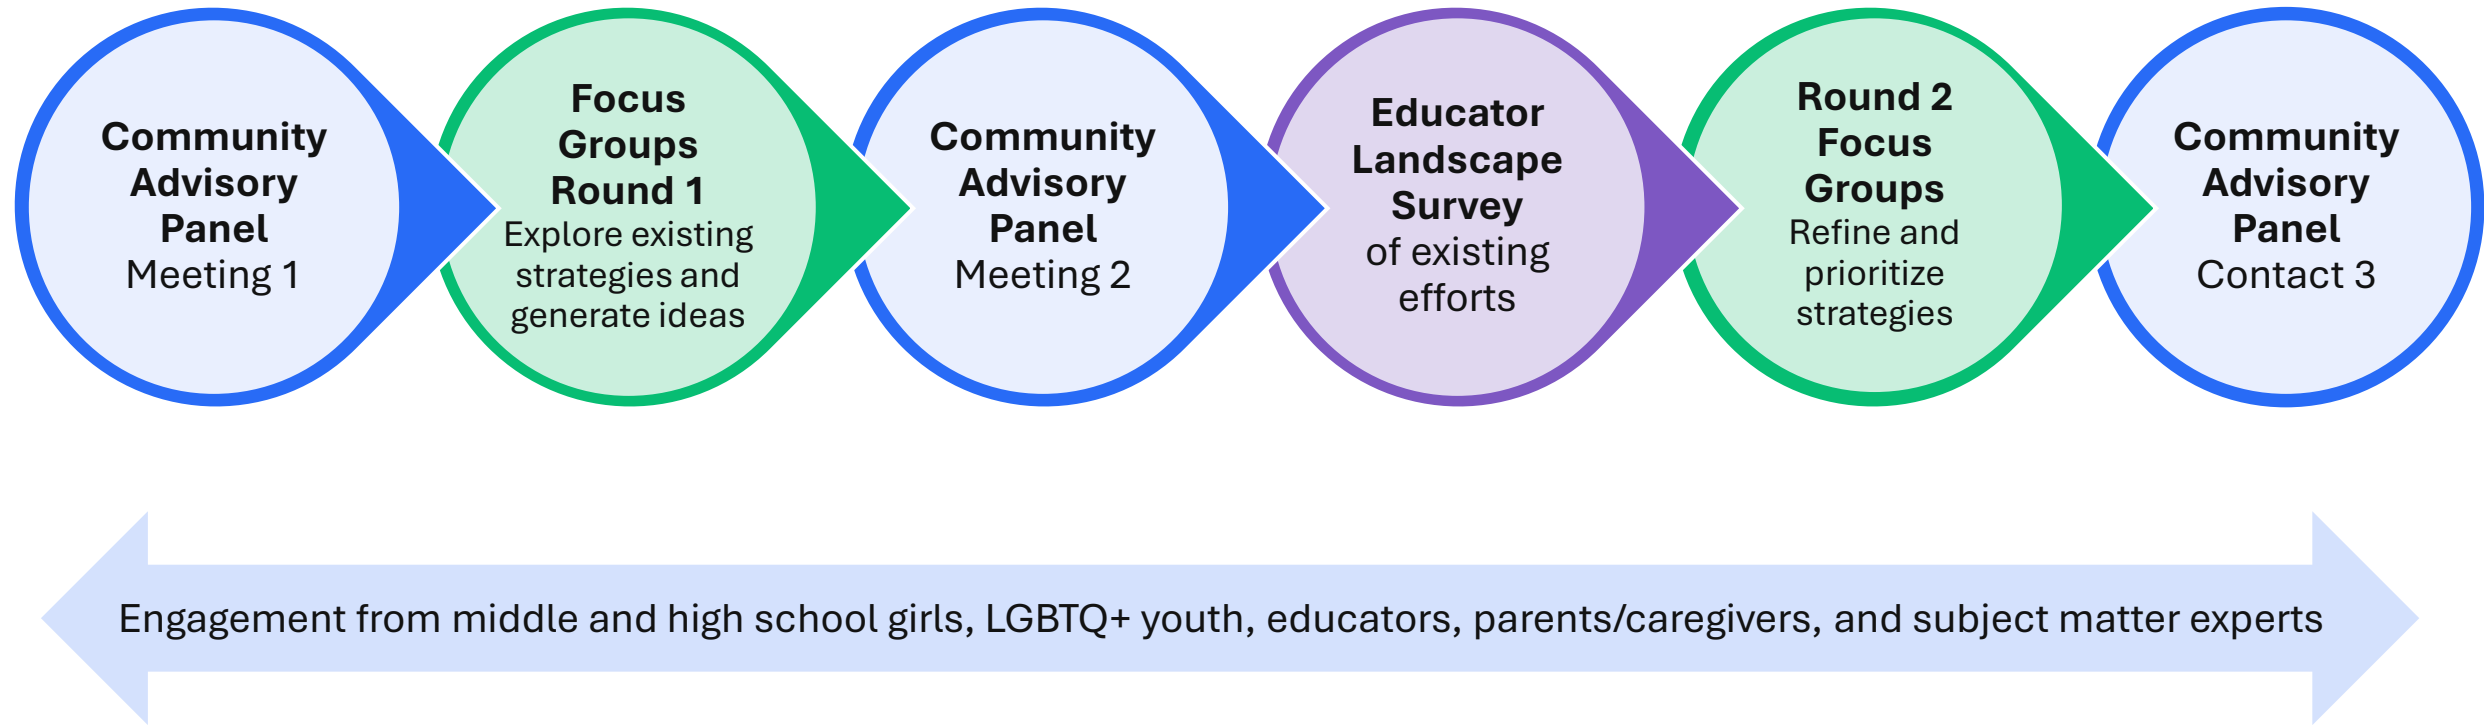 Community
Advisory
Panel
Meeting 1
Focus
Groups
Round 1
Explore existing
strategies and
generate ideas
Community
Advisory
Panel
Meeting 2
Educator
Landscape
Survey
of existing
efforts
Round 2
Focus
Groups
Refine and
prioritize
strategies
Community
Advisory
Panel
Contact 3
Engagement from middle and high school girls, LGBTQ+ youth, educators, parents/caregivers, and subject matter experts